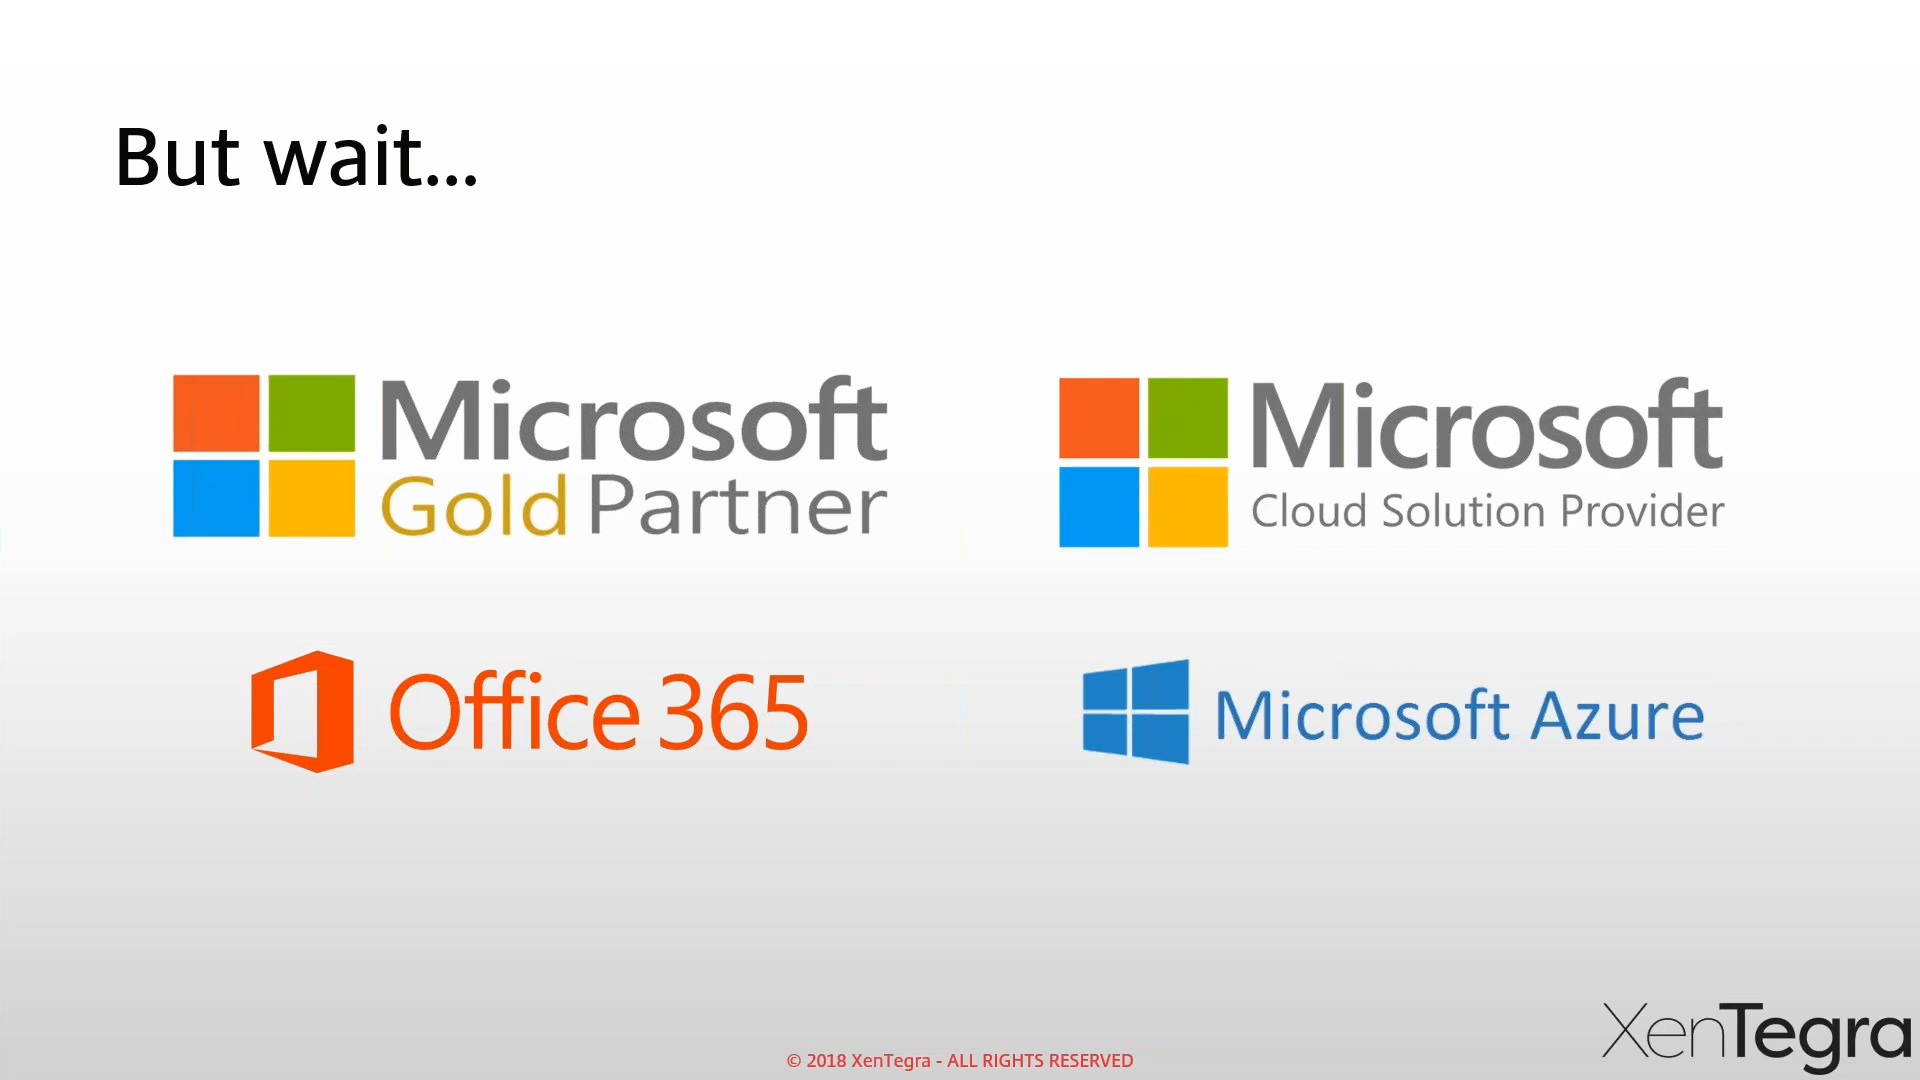 But wait...
Microsoft
Gold Partner
Microsoft
Cloud Solution Provider
Office 365
Microsoft Azure
XenTegra
© 2018 XenTegra - ALL RIGHTS RESERVED